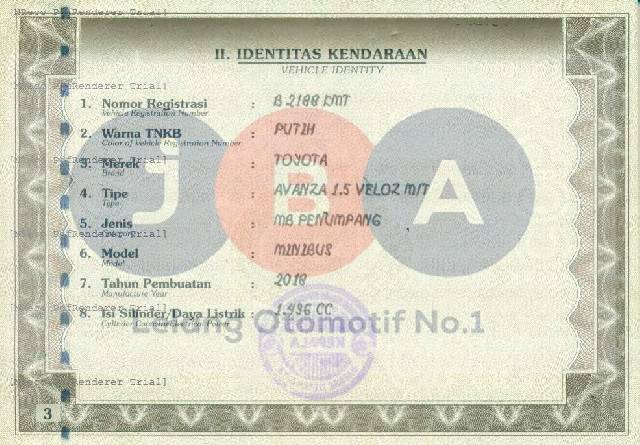 II. IDENTITAS KENDARAAN
VEHICLE IDENTITY
1. Nomor Registrasi : B 2188 KMT
Vehicle Registration Number
2. Warna TNKB : PUTIH
Color of Vehicle Registration Number
3. Merek : TOYOTA
Brand
4. Tipe : AVANZA 1.5 VELOZ M/T
Type
5. Jenis : MB PENUMPANG
6. Model : MINIBUS
Model
7. Tahun Pembuatan : 2018
Manufacture Year
8. Isi Silinder/Daya Listrik : 1.496 CC
JBA
Lelang Otomotif No.1
KEPALA
3